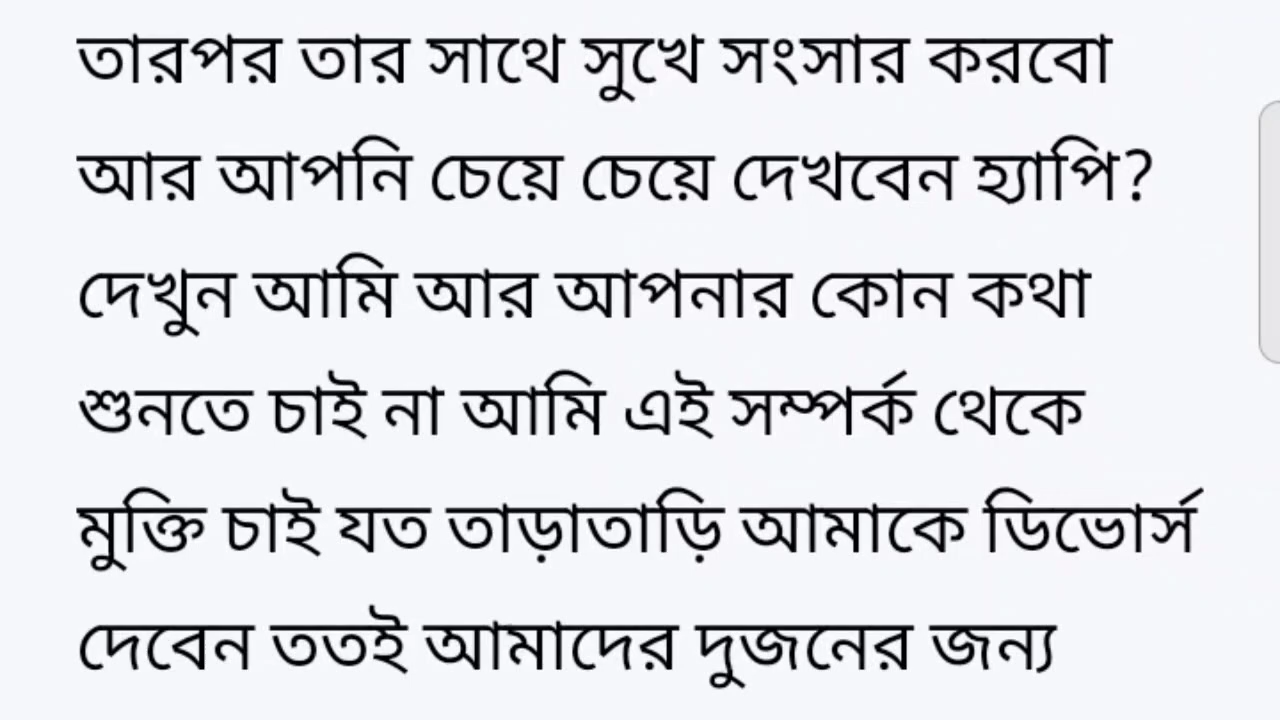 তারপর তার সাথে সুখে সংসার করবো
আর আপনি চেয়ে চেয়ে দেখবেন হ্যাপি?
দেখুন আমি আর আপনার কোন কথা
শুনতে চাই না আমি এই সম্পর্ক থেকে
মুক্তি চাই যত তাড়াতাড়ি আমাকে ডিভোর্স
দেবেন ততই আমাদের দুজনের জন্য